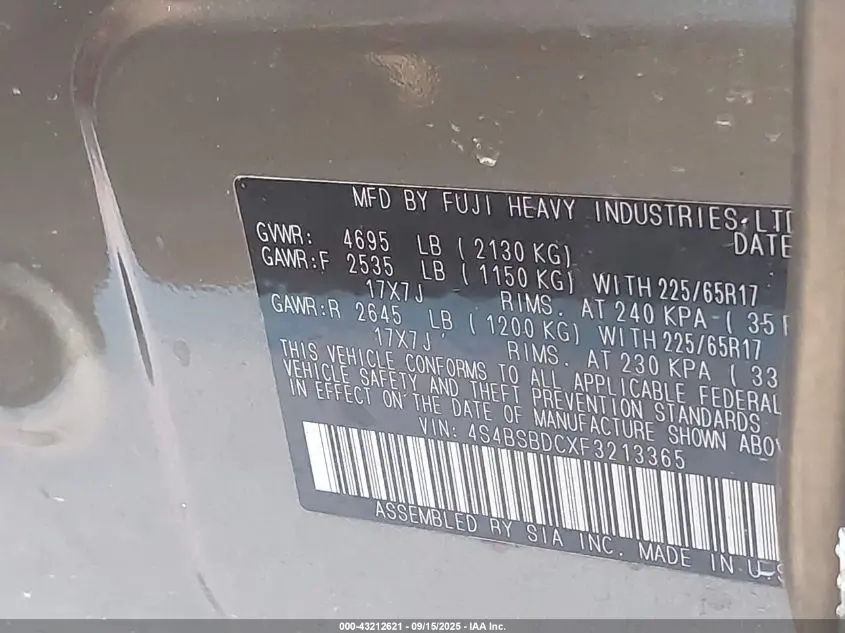 MFD BY FUJI HEAVY INDUSTRIES,LTD
DATE
GVWR: 4695 LB ( 2130 KG)
GAWR:F 2535 LB ( 1150 KG) WITH 225/65R17
17X7J RIMS. AT 240 KPA ( 35
GAWR:R 2645 LB ( 1200 KG) WITH 225/65R17
17X7J RIMS. AT 230 KPA ( 33
THIS VEHICLE CONFORMS TO ALL APPLICABLE FEDERAL
VEHICLE SAFETY AND THEFT PREVENTION STANDARDS
IN EFFECT ON THE DATE OF MANUFACTURE SHOWN ABO
VIN: 4S4BSBDCXF3213365
ASSEMBLED BY SIA INC. MADE IN U.S
000-43212621 - 09/15/2025 - IAA Inc.